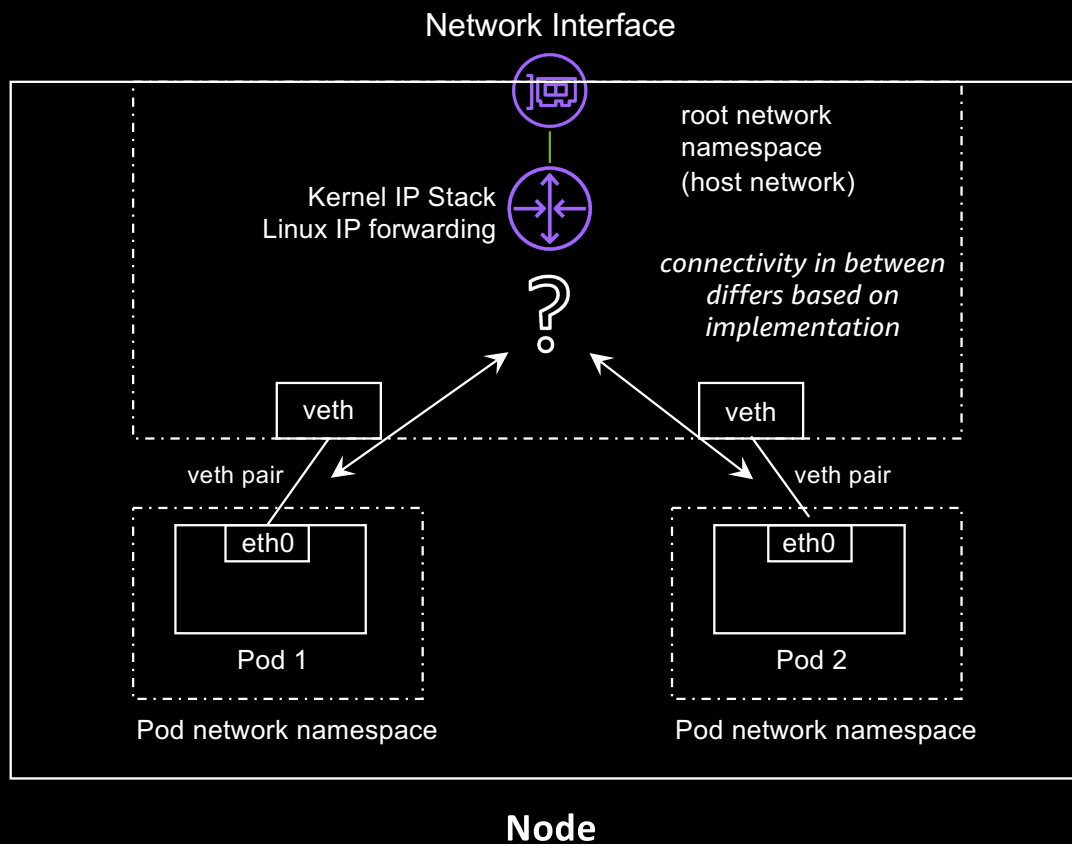 Network Interface
root network
namespace
(host network)
Kernel IP Stack
Linux IP forwarding
connectivity in between
differs based on
implementation
?
veth
veth
veth pair
veth pair
eth0
eth0
Pod 1
Pod 2
Pod network namespace
Pod network namespace
Node